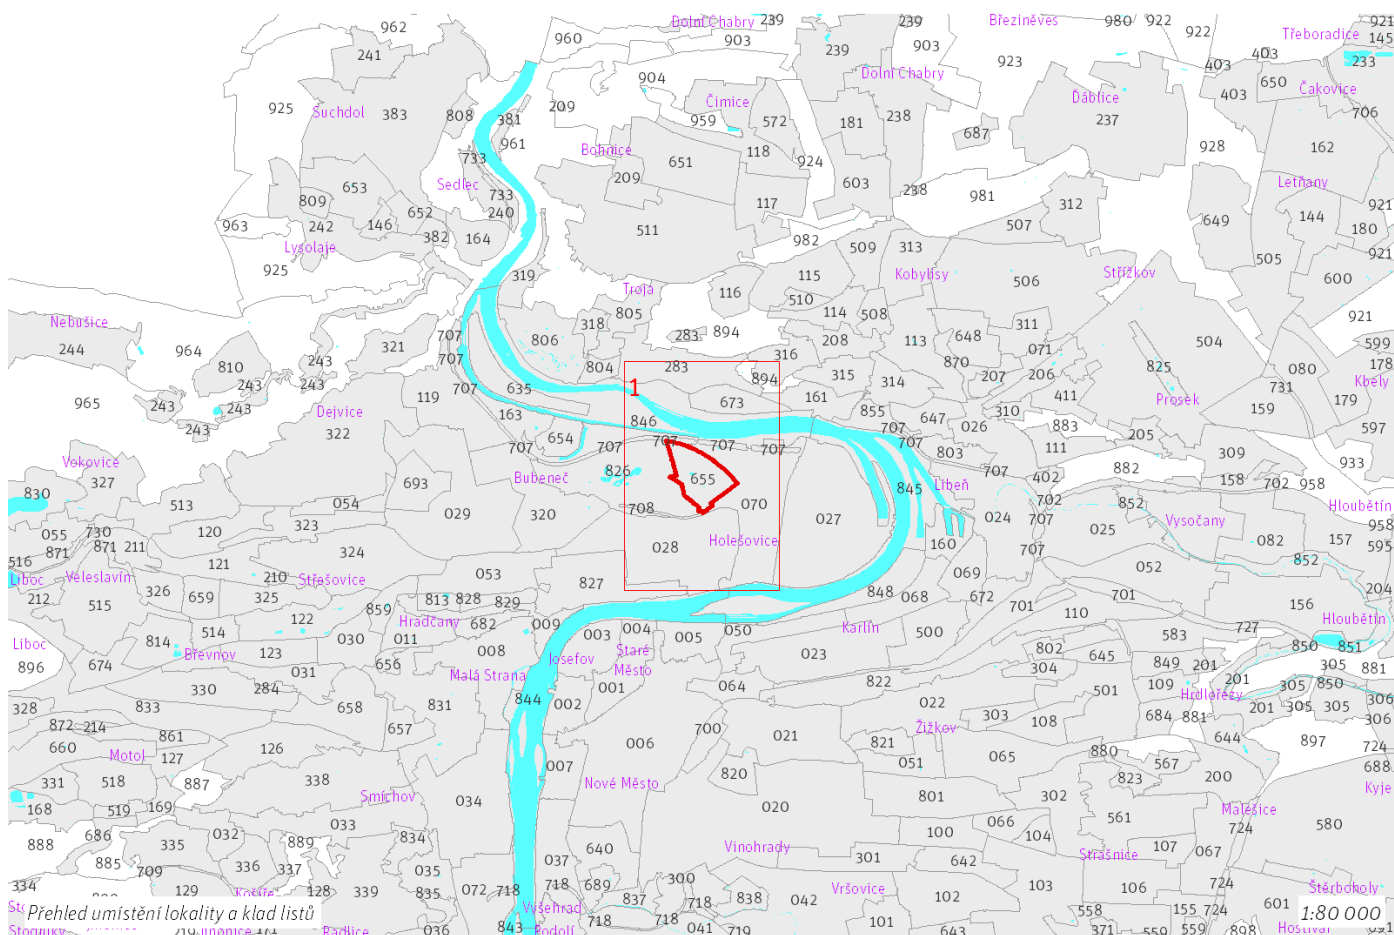 962 960 Dolní Chabry 239 239 Březiněves 980 922 922 921
241 903 903 403 Třeboradice 145
239 923 403 233
904 Dolní Chabry 650
925 Suchdol 383 808 209 381 Čimice 959 572 181 238 Ďáblice 237 403 Čakovice 706
961 Bohnice 118 687 928 162
733 651 924
Sedlec 209 603 238 981 Letňany
809 653 733 240 117 312 921
963 242 146 652 382 164 511 982 509 313 507 649 144 180
Lysolaje 925 505 921
319 115 Kobylisy 506 Střížkov 600
Troja 116 510
Nebušice 805 114 508 921
244 964 707 318 283 894 311 504 599
321 806 208 113 648 071
810 243 707 804 283 316 870 825 178
243 243 894 315 314 207 206 080 Kbely
965 243 243 119 707 635 1 673 161 411 Prosek 731 179
Dejvice 163 846 855 647 310 159
243 322 707 654 707 707 707 707 707 707 026 883 205 597
803 111 309
Vokovice 327 Bubeneč 826 655 707 402 882 933
830 693 845 Libeň 702 158 702 958
513 054 708 070 852 Hloubětín
055 730 120 323 029 320 027 024 707 025 Vysočany 958
516 871 871 211 324 028 Holešovice 160 707 082 157 595
121 852
Liboc Veleslavín 210 Střešovice 053 827 069 052
212 326 659 325 813 828 829 848 068 672 701 204
515 859 701 156
122 Hradčany 682 009 004 050 Karlín 110 Hloubětín
814 514 030 011 003 005 500 583 727
Liboc Břevnov 123 008 Josefov Staré Město 023 802 645 850 851
896 674 031 656 Malá Strana 304 849 201 305 881
330 284 001 064 822 501 109 201 305 850
328 833 658 831 844 002 022 303 Hrdlořezy 201 305 305 306
872 214 657 700 Žižkov 108 684 881 306
660 861 126 006 021 821 065 880 644 897 724
Motol 127 007 820 051 567 688
331 518 887 338 Nové Město 823 200 Kyje
168 519 169 Smíchov 034 020 801 302 Malešice
686 032 033 066 561 724 580
888 335 889 834 Vinohrady 100 104 107 067
885 709 336 337 037 640 301 642 Strašnice
334 129 Košíře 128 339 035 835 072 718 718 689 300 Vršovice 102 103 106 724 Štěrboholy
Přehled umístění lokality a klad listů Vyšehrad 837 718 838 042 558 155 724 601 1:80 000
Stodůlky 219 Jinonice 171 Radlice 036 843 Podolí 718 718 041 719 101 643 371 559 559 898 Hostivař 091